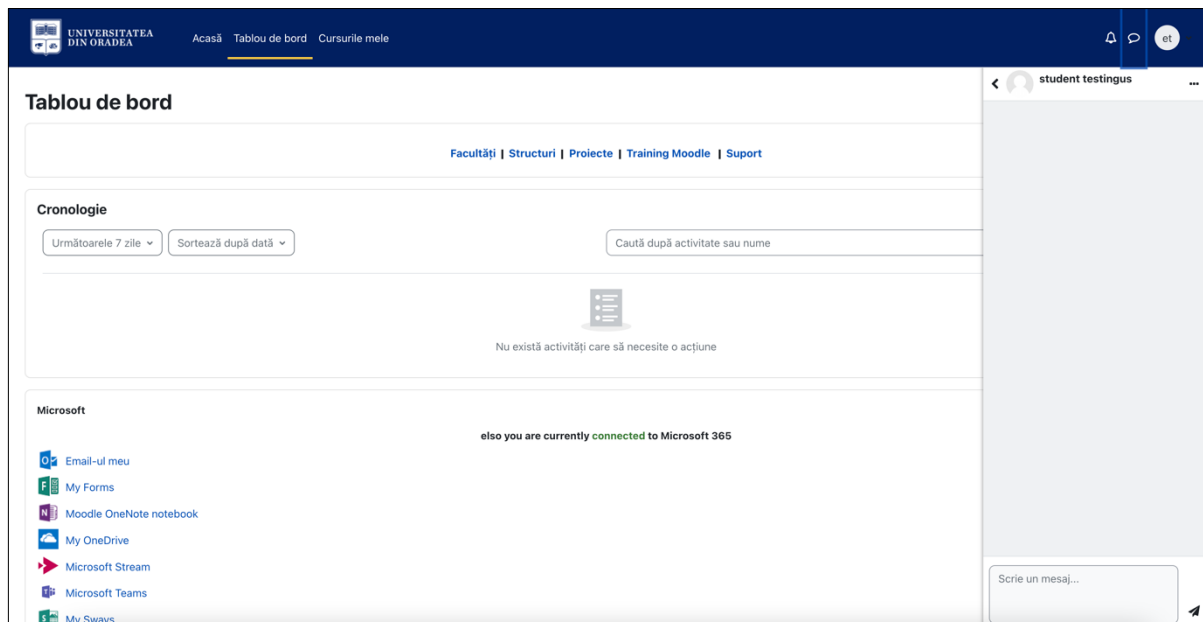 UNIVERSITATEA
DIN ORADEA
Acasă Tablou de bord Cursurile mele
et
student testingus
Tablou de bord
Facultăți | Structuri | Proiecte | Training Moodle | Suport
Cronologie
Următoarele 7 zile Sortează după dată Caută după activitate sau nume
Nu există activități care să necesite o acțiune
Microsoft
elso you are currently connected to Microsoft 365
Email-ul meu
My Forms
Moodle OneNote notebook
My OneDrive
Microsoft Stream
Microsoft Teams
My Sways
Scrie un mesaj...